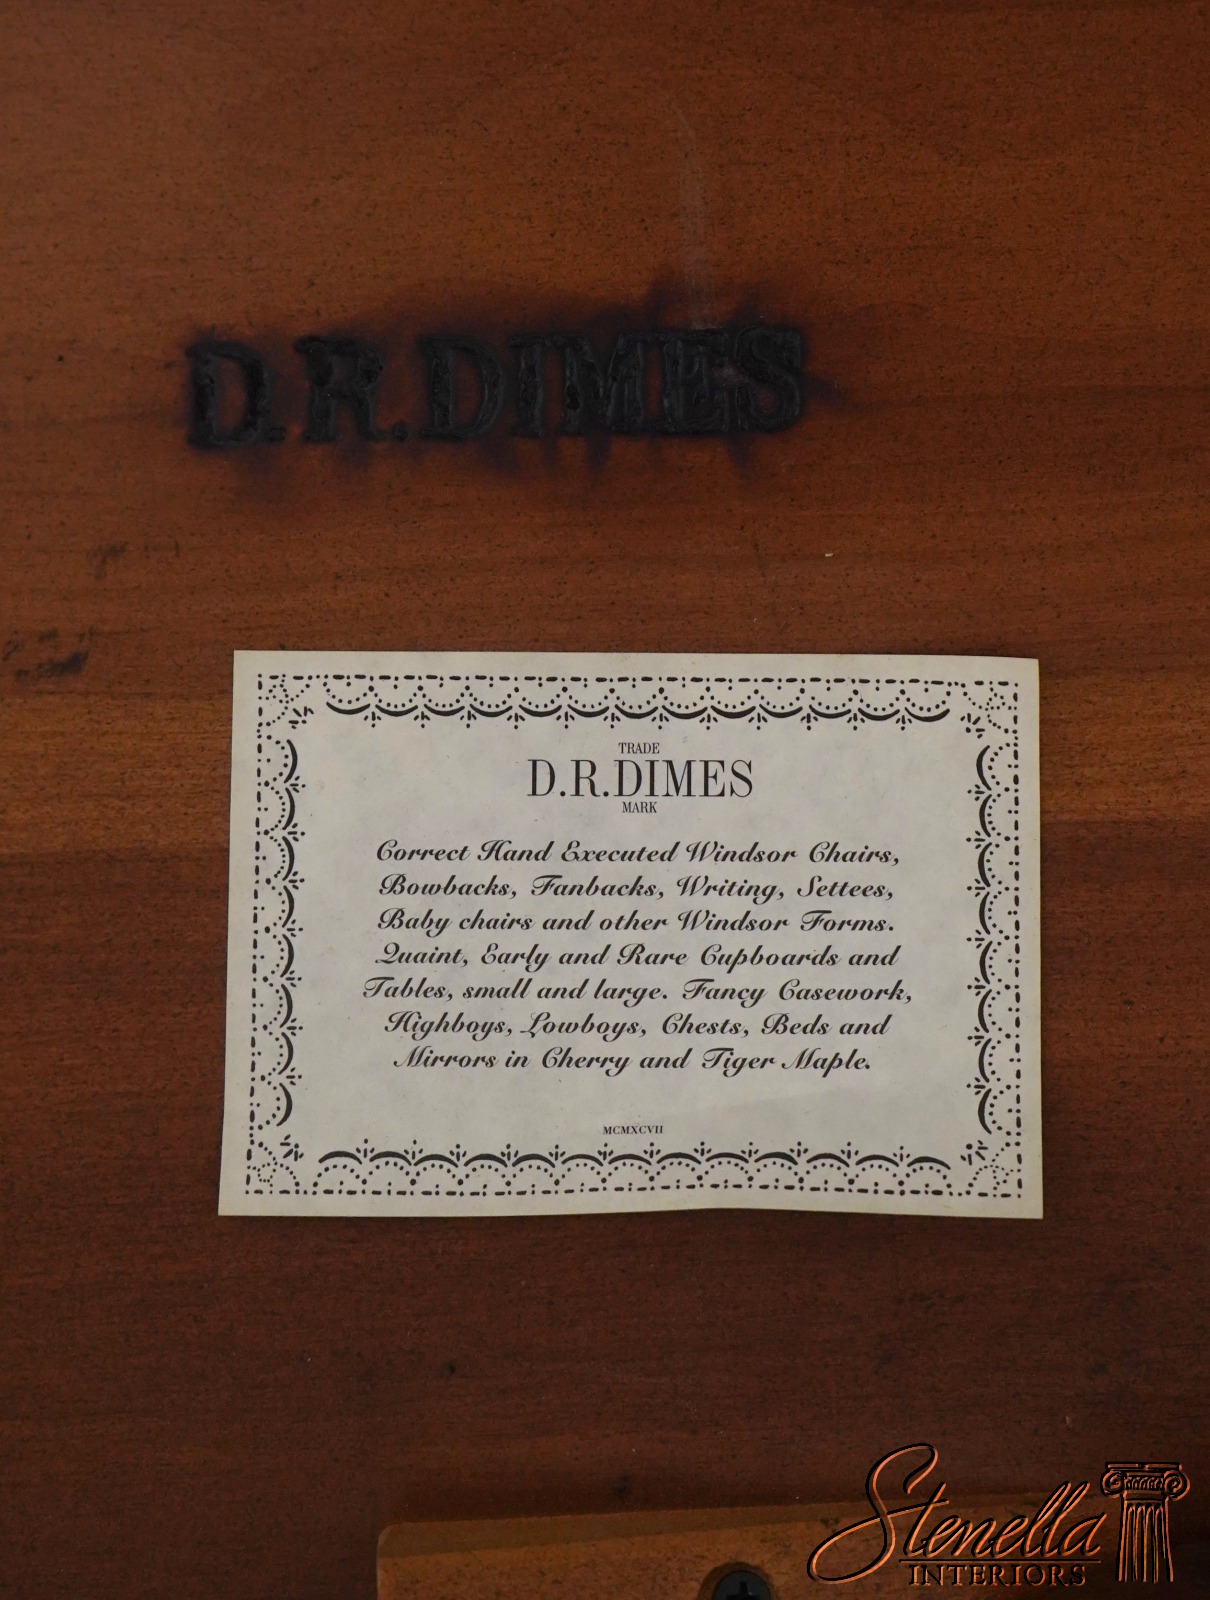 D.R.DIMES
TRADE
D.R.DIMES
MARK
Correct Hand Executed Windsor Chairs,
Bowbacks, Fanbacks, Writing, Settees,
Baby chairs and other Windsor Forms.
Quaint, Early and Rare Cupboards and
Tables, small and large. Fancy Casework,
Highboys, Lowboys, Chests, Beds and
Mirrors in Cherry and Tiger Maple.
MCMXCVII
Stenella
INTERIORS